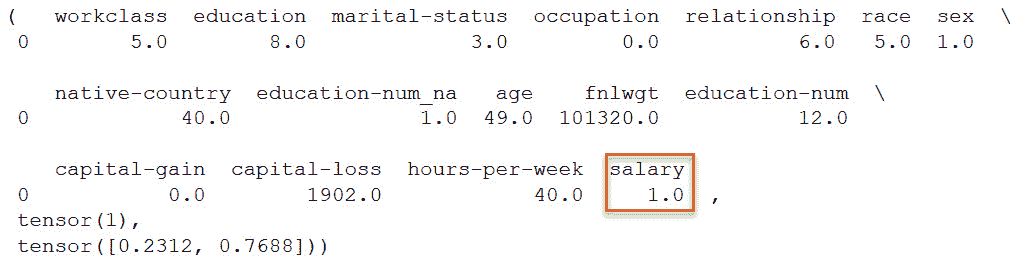 (   workclass  education  marital-status  occupation  relationship  race  sex  \
0         5.0        8.0             3.0         0.0           6.0   5.0  1.0
native-country  education-num_na   age    fnlwgt  education-num  \
0            40.0               1.0  49.0  101320.0           12.0
capital-gain  capital-loss  hours-per-week  salary
0           0.0        1902.0            40.0     1.0  ,
tensor(1),
tensor([0.2312, 0.7688]))